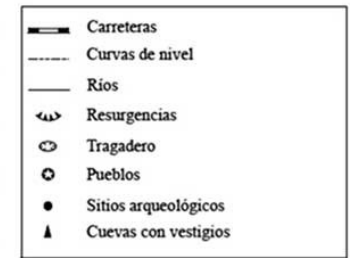 Carreteras
Curvas de nivel
Ríos
Resurgencias
Tragadero
Pueblos
Sitios arqueológicos
Cuevas con vestigios